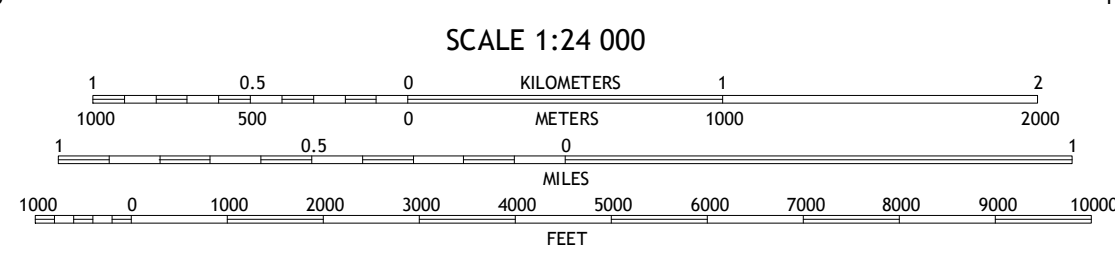 SCALE 1:24 000
1 0.5 0 KILOMETERS 1 2
1000 500 0 METERS 1000 2000
1 0.5 0 1
MILES
1000 0 1000 2000 3000 4000 5000 6000 7000 8000 9000 10000
FEET